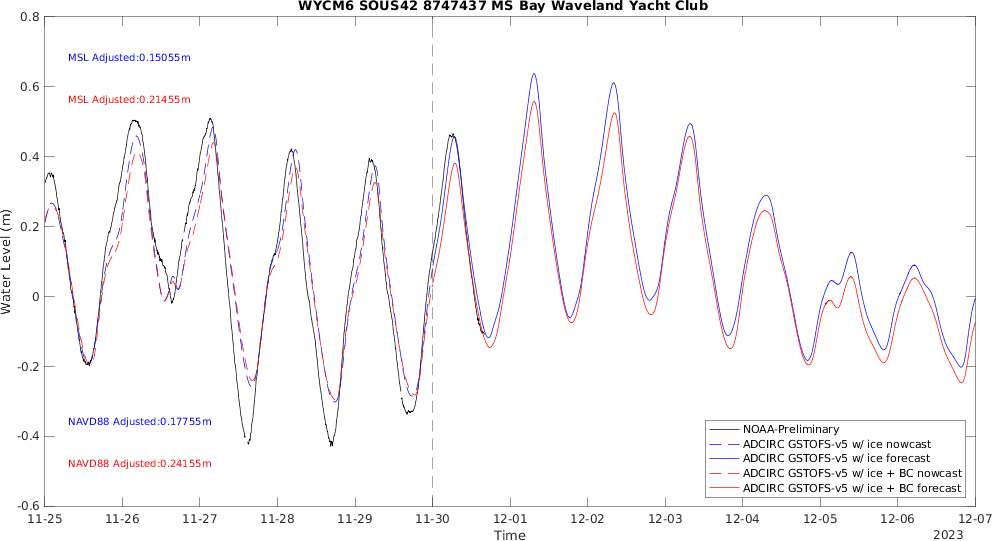 WYCM6 SOUS42 8747437 MS Bay Waveland Yacht Club
0.8
MSL Adjusted:0.15055m
0.6
MSL Adjusted:0.21455m
0.4
0.2
Water Level (m)
0
-0.2
NAVD88 Adjusted:0.17755m
-0.4
NAVD88 Adjusted:0.24155m
-0.6
NOAA-Preliminary
ADCIRC GSTOFS-v5 w/ ice nowcast
ADCIRC GSTOFS-v5 w/ ice forecast
ADCIRC GSTOFS-v5 w/ ice + BC nowcast
ADCIRC GSTOFS-v5 w/ ice + BC forecast
11-25 11-26 11-27 11-28 11-29 11-30 12-01 12-02 12-03 12-04 12-05 12-06 12-07
Time
2023